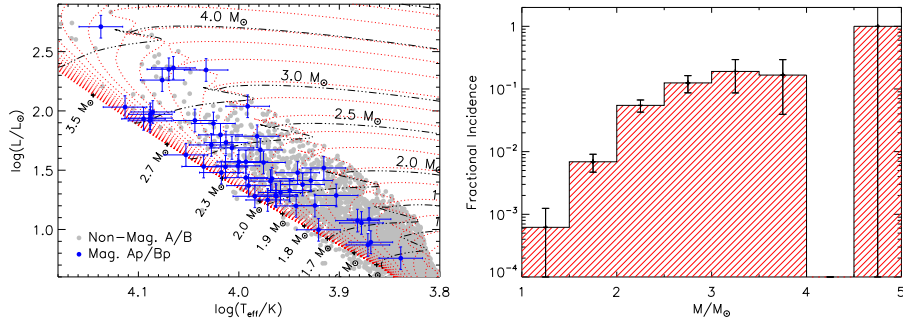 4.0 M☉
3.0 M☉
2.5 M☉
2.0 M☉
1
1
3.5 M☉
2.7 M☉
2.3 M☉
2.0 M☉
1.9 M☉
1.8 M☉
1.7 M☉
M☉
Non-Mag. A/B
Mag. Ap/Bp
log(L/L☉)
2.5
2.0
1.5
1.0
4.1
4.0
3.9
3.8
log(Teff/K)
Fractional Incidence
1
10⁻¹
10⁻²
10⁻³
10⁻⁴
1
2
3
4
5
M/M☉